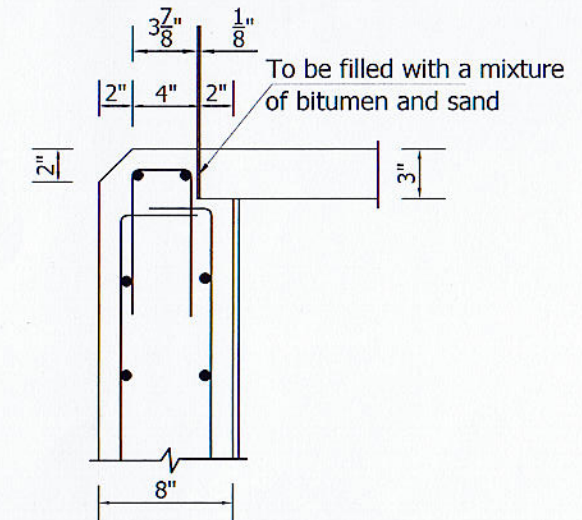 3 7/8" 1/8"
To be filled with a mixture
2" 4" 2" of bitumen and sand
2"
3"
8"